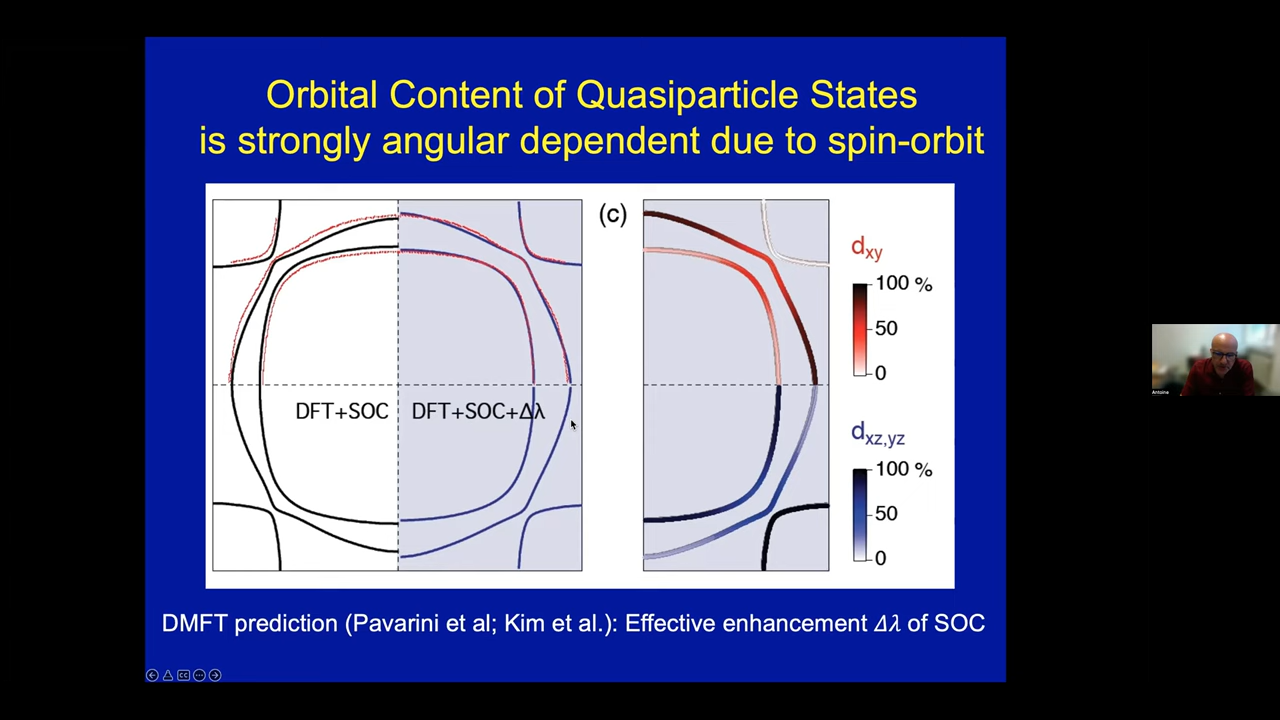 Orbital Content of Quasiparticle States
is strongly angular dependent due to spin-orbit
(c)
DFT+SOC
DFT+SOC+Δλ
dxy
100 %
50
0
dxz,yz
100 %
50
0
DMFT prediction (Pavarini et al; Kim et al.): Effective enhancement Δλ of SOC
Antoine